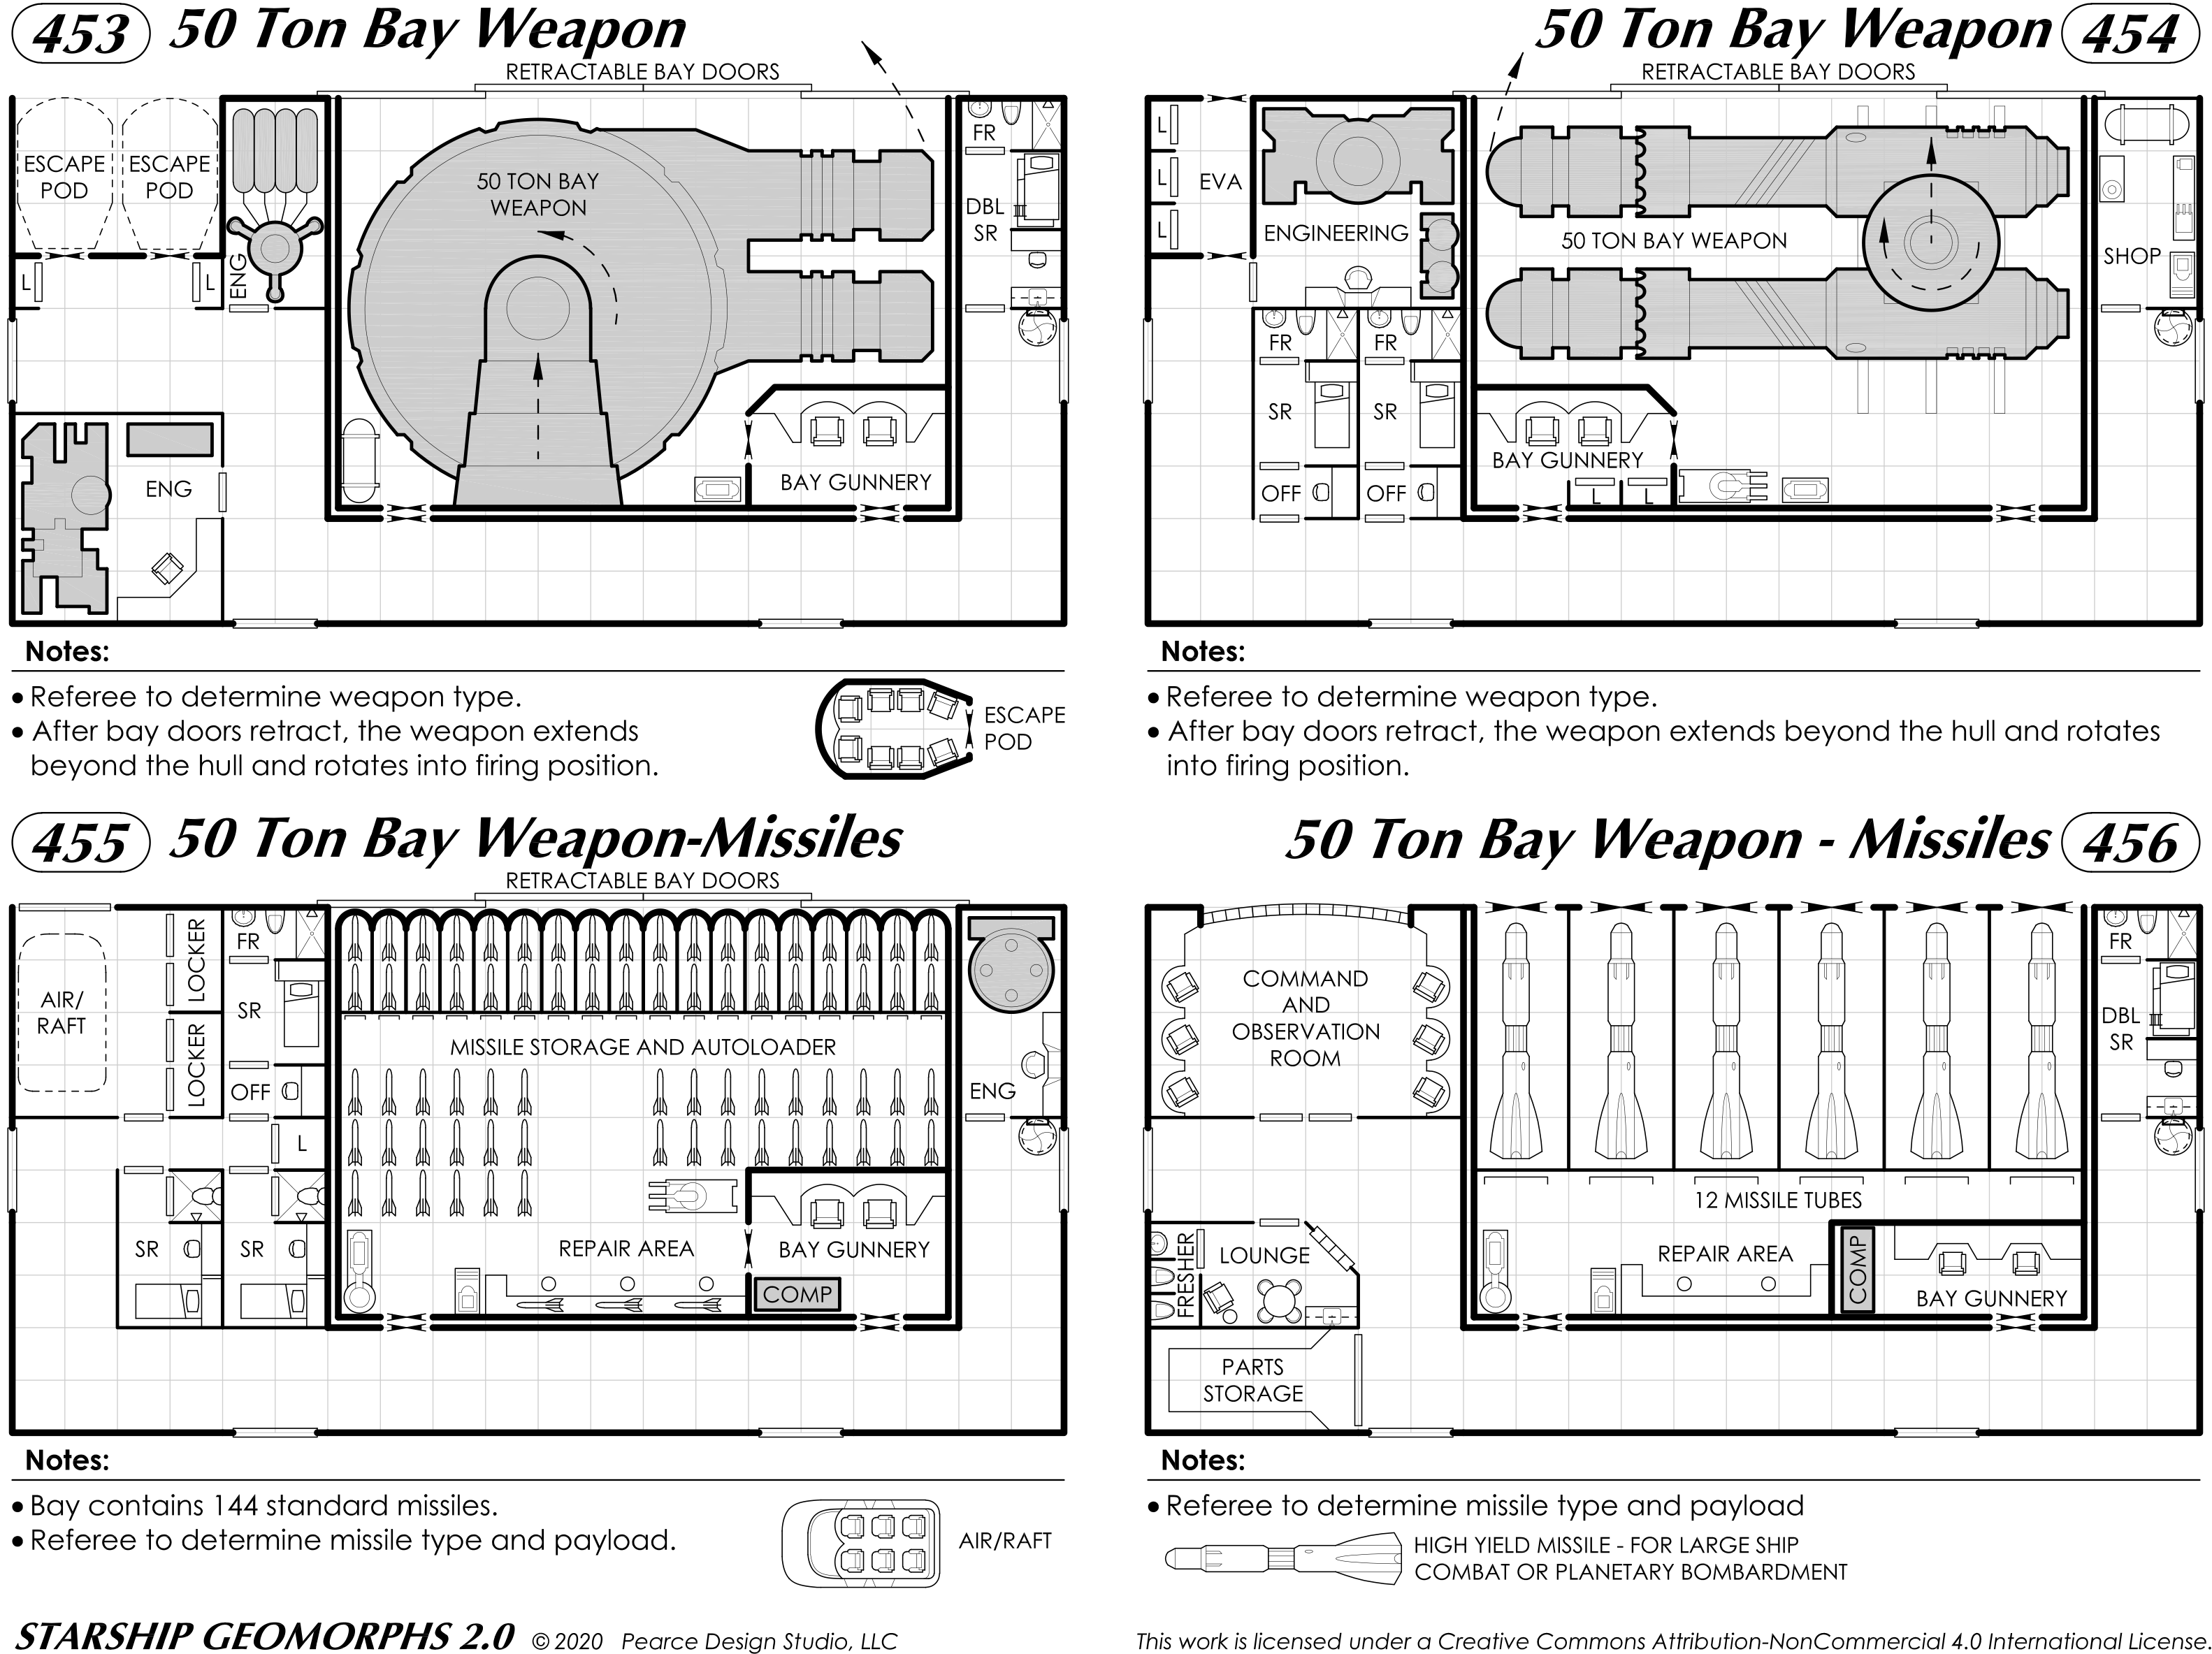 453 50 Ton Bay Weapon
RETRACTABLE BAY DOORS
ESCAPE
POD
ESCAPE
POD
L
L
ENG
50 TON BAY
WEAPON
FR
DBL
SR
ENG
BAY GUNNERY
Notes:
• Referee to determine weapon type.
• After bay doors retract, the weapon extends
beyond the hull and rotates into firing position.
ESCAPE
POD
50 Ton Bay Weapon 454
RETRACTABLE BAY DOORS
L
L
L
EVA
ENGINEERING
50 TON BAY WEAPON
SHOP
FR
FR
SR
SR
OFF
OFF
BAY GUNNERY
L
L
Notes:
• Referee to determine weapon type.
• After bay doors retract, the weapon extends beyond the hull and rotates
into firing position.
455 50 Ton Bay Weapon-Missiles
RETRACTABLE BAY DOORS
AIR/
RAFT
LOCKER
LOCKER
FR
SR
OFF
L
SR
SR
MISSILE STORAGE AND AUTOLOADER
REPAIR AREA
BAY GUNNERY
COMP
ENG
Notes:
• Bay contains 144 standard missiles.
• Referee to determine missile type and payload.
AIR/RAFT
50 Ton Bay Weapon - Missiles 456
COMMAND
AND
OBSERVATION
ROOM
FR
DBL
SR
12 MISSILE TUBES
FRESHER
LOUNGE
REPAIR AREA
COMP
BAY GUNNERY
PARTS
STORAGE
Notes:
• Referee to determine missile type and payload
HIGH YIELD MISSILE - FOR LARGE SHIP
COMBAT OR PLANETARY BOMBARDMENT
STARSHIP GEOMORPHS 2.0 © 2020 Pearce Design Studio, LLC
This work is licensed under a Creative Commons Attribution-NonCommercial 4.0 International License.